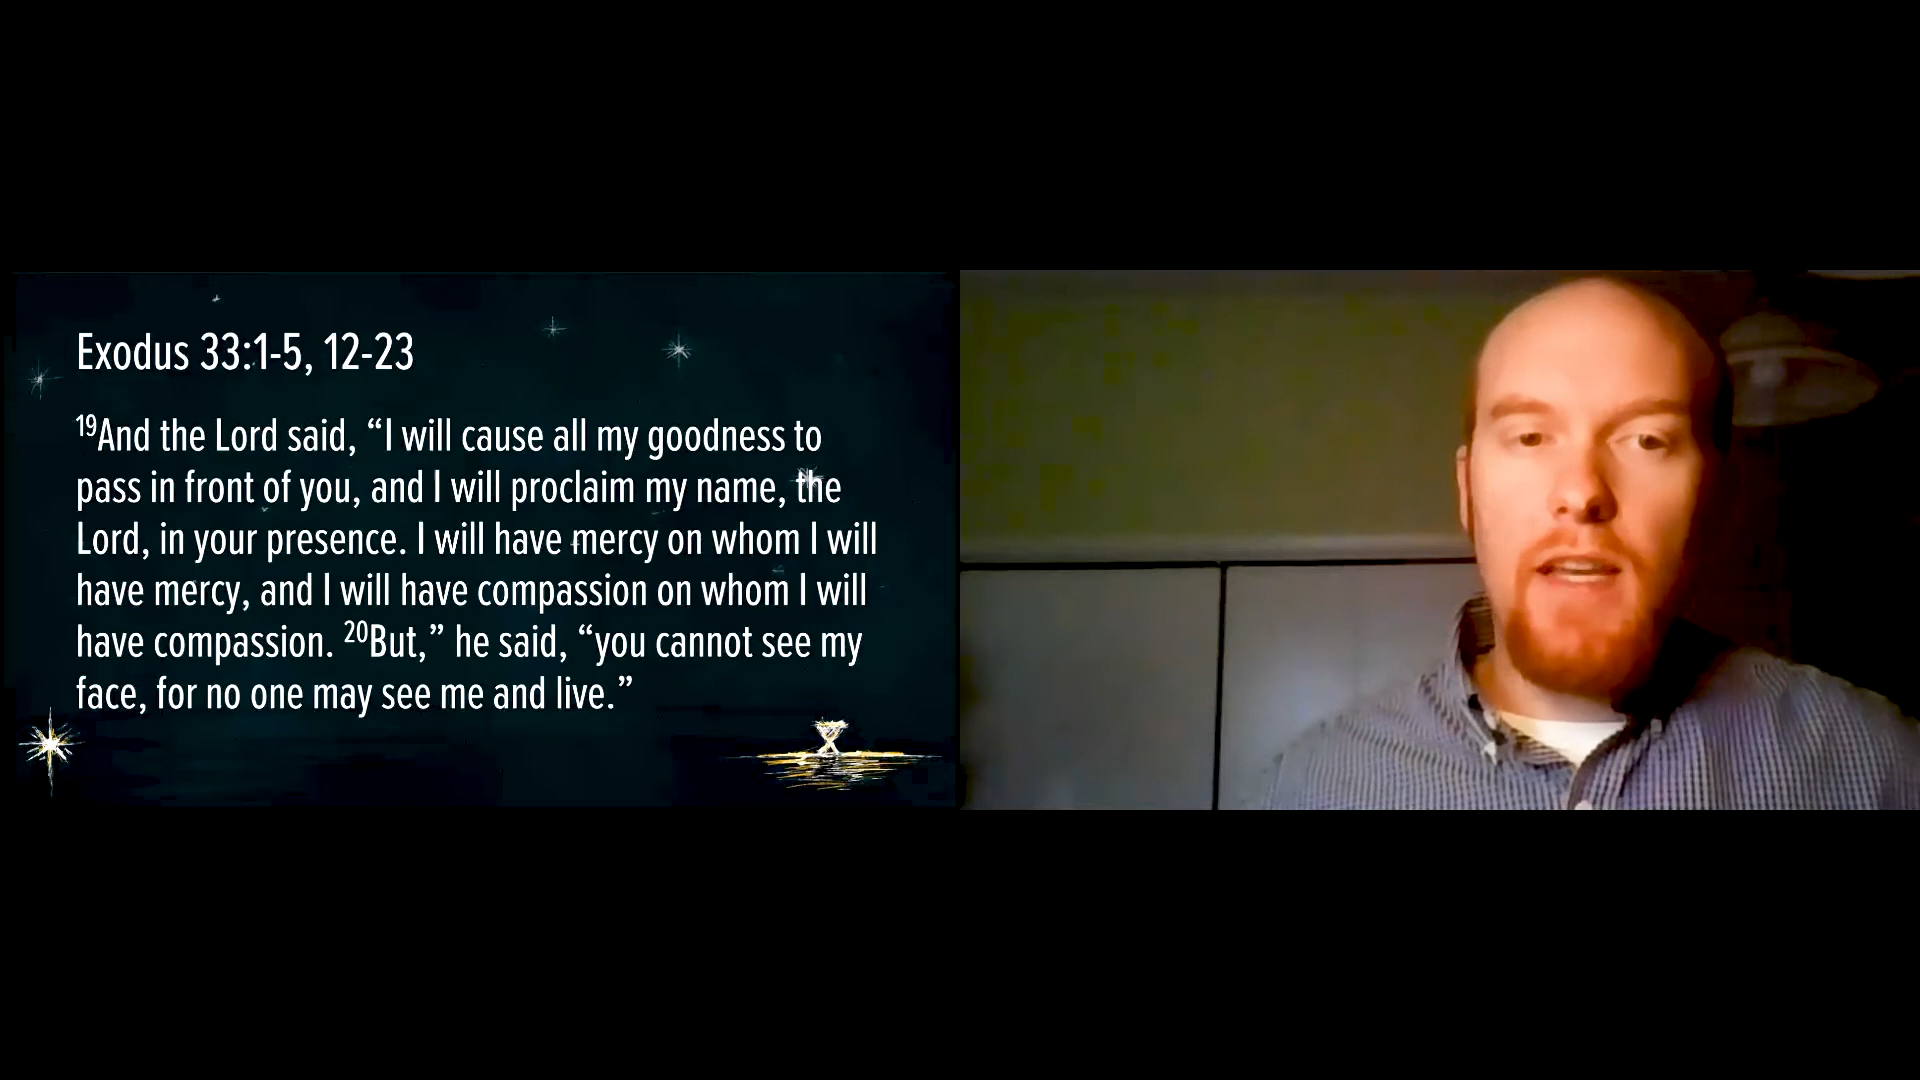 Exodus 33:1-5, 12-23
¹⁹And the Lord said, “I will cause all my goodness to
pass in front of you, and I will proclaim my name, the
Lord, in your presence. I will have mercy on whom I will
have mercy, and I will have compassion on whom I will
have compassion. ²⁰But,” he said, “you cannot see my
face, for no one may see me and live.”